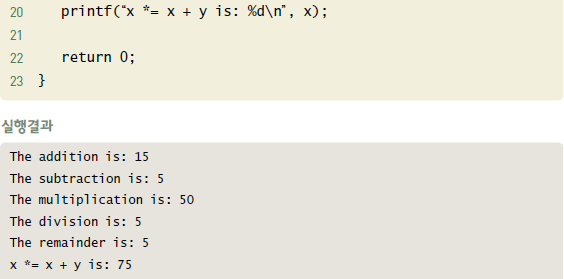 20 printf("x *= x + y is: %d\n", x);
21
22 return 0;
23 }
실행결과
The addition is: 15
The subtraction is: 5
The multiplication is: 50
The division is: 5
The remainder is: 5
x *= x + y is: 75